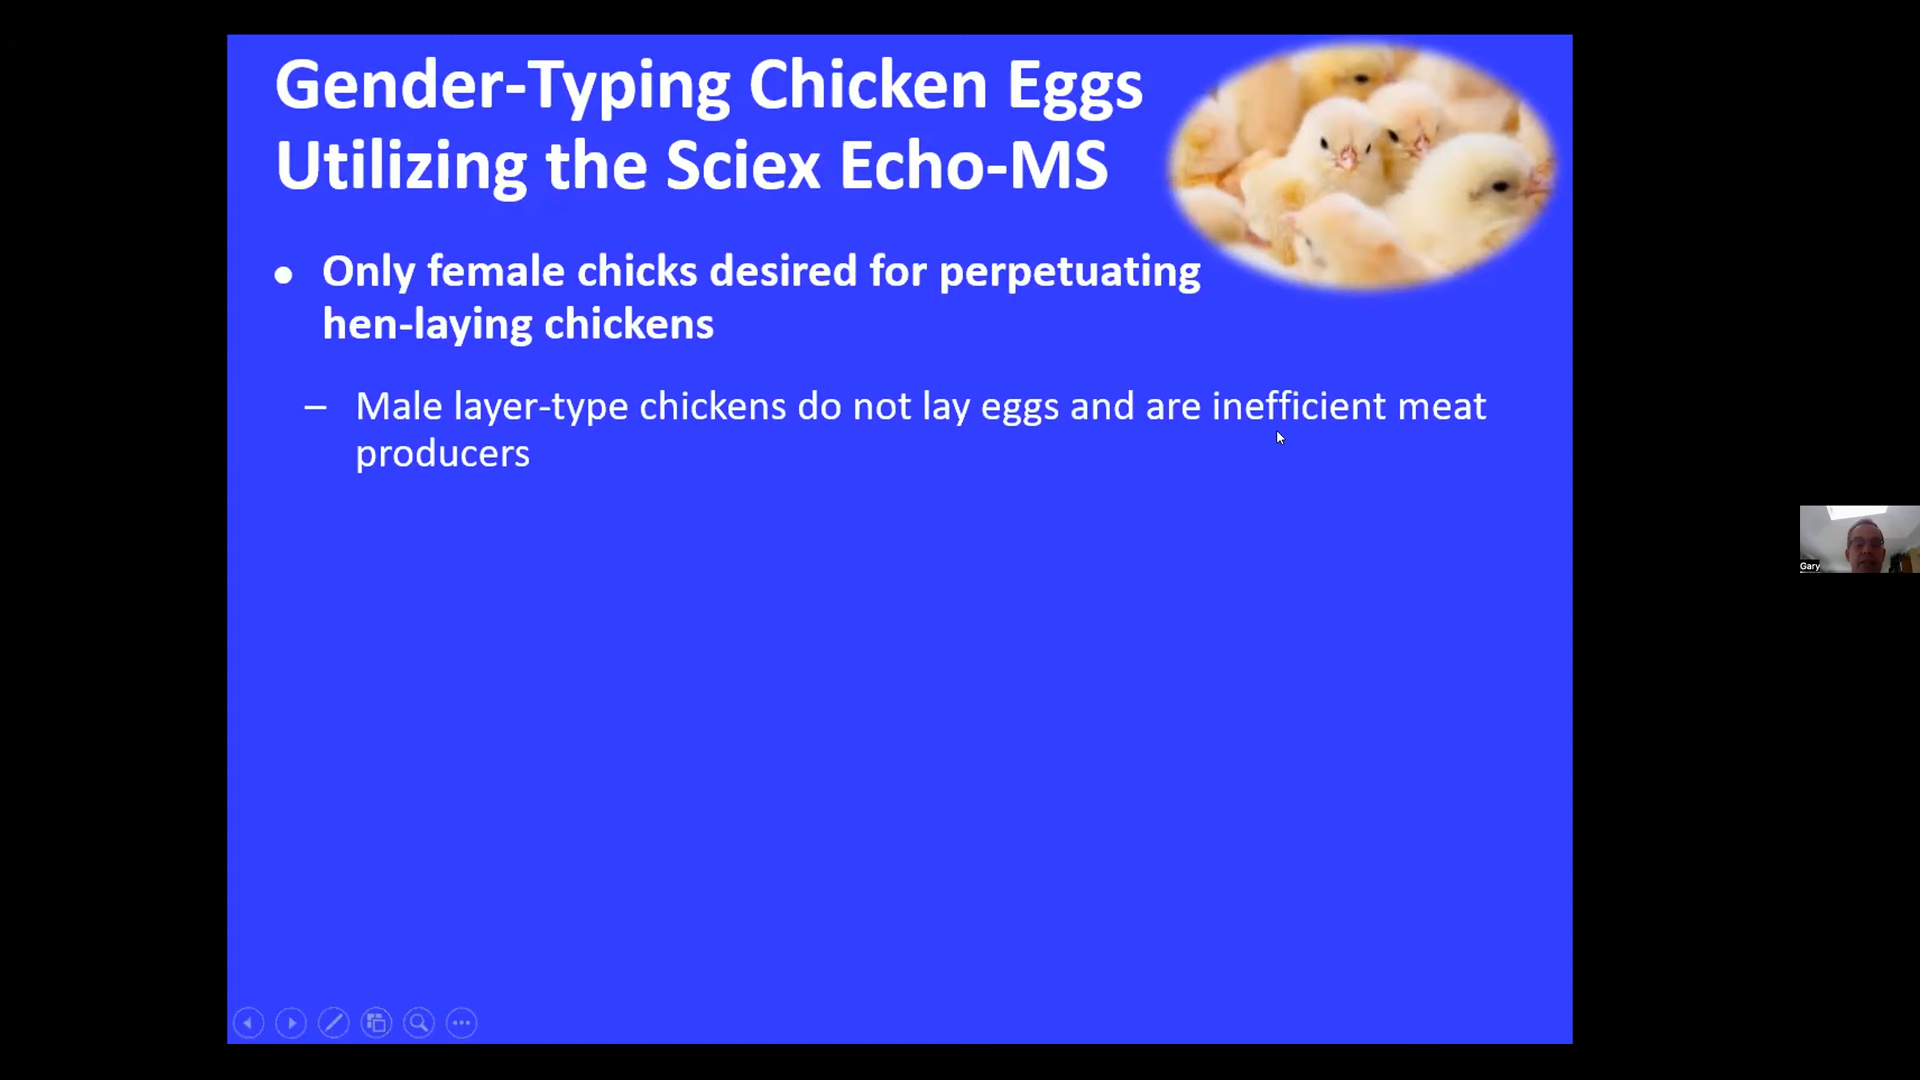 Gender-Typing Chicken Eggs
Utilizing the Sciex Echo-MS
● Only female chicks desired for perpetuating
hen-laying chickens
– Male layer-type chickens do not lay eggs and are inefficient meat
producers
Gary